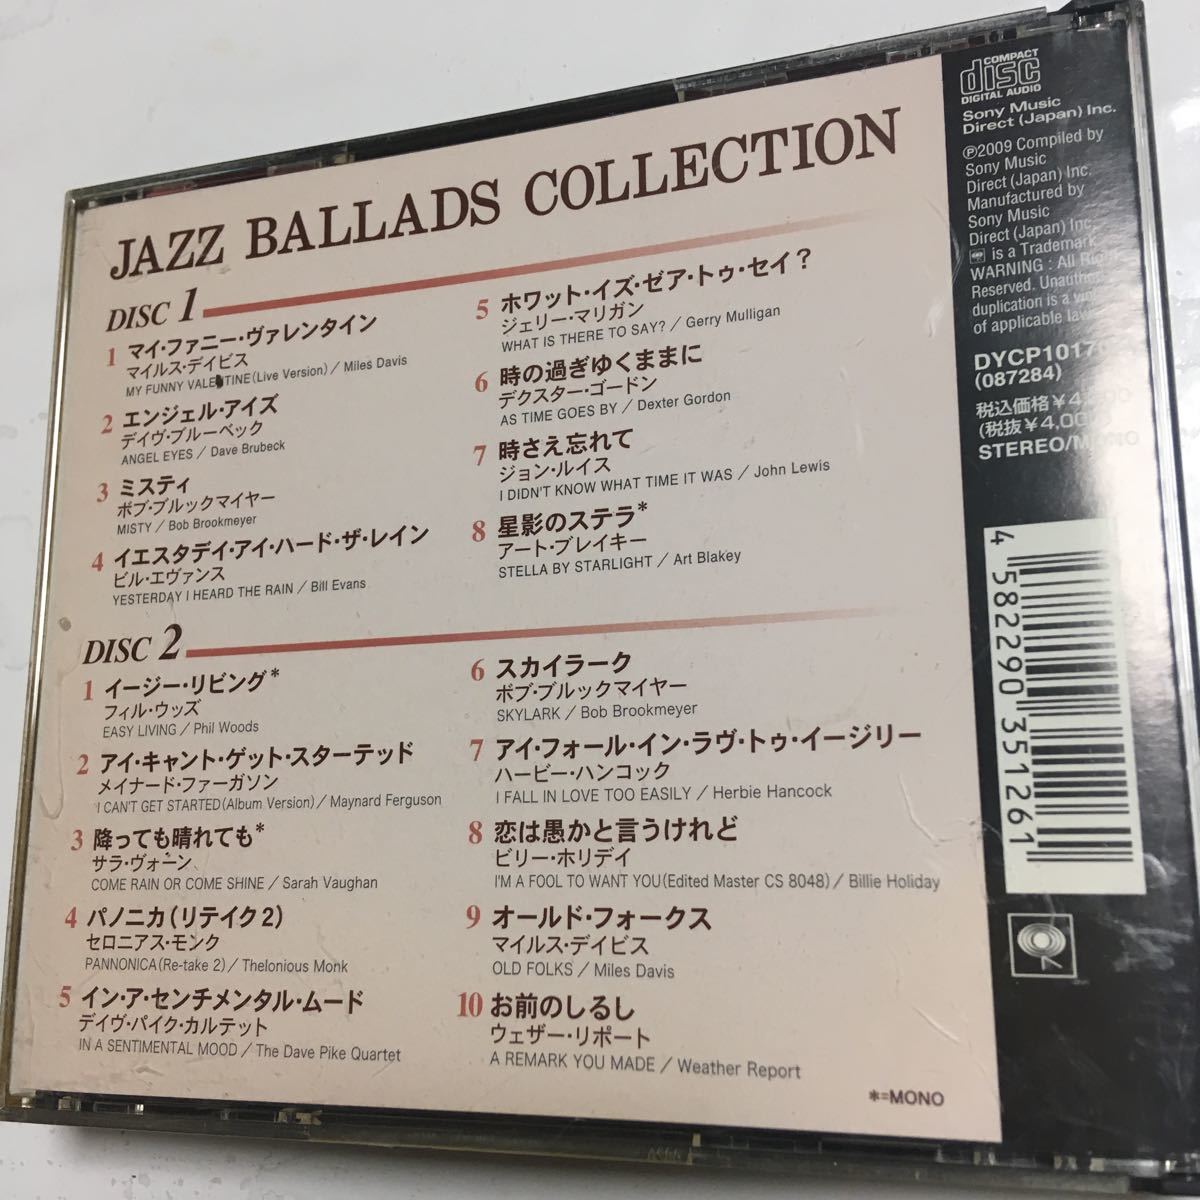 JAZZ BALLADS COLLECTION
DISC 1
1 マイ・ファニー・ヴァレンタイン
マイルス・デイビス
MY FUNNY VALENTINE(Live Version) / Miles Davis
2 エンジェル・アイズ
デイヴ・ブルーベック
ANGEL EYES / Dave Brubeck
3 ミスティ
ボブ・ブルックマイヤー
MISTY / Bob Brookmeyer
4 イエスタデイ・アイ・ハード・ザ・レイン
ビル・エヴァンス
YESTERDAY I HEARD THE RAIN / Bill Evans
5 ホワット・イズ・ゼア・トゥ・セイ?
ジェリー・マリガン
WHAT IS THERE TO SAY? / Gerry Mulligan
6 時の過ぎゆくままに
デクスター・ゴードン
AS TIME GOES BY / Dexter Gordon
7 時さえ忘れて
ジョン・ルイス
I DIDN'T KNOW WHAT TIME IT WAS / John Lewis
8 星影のステラ*
アート・ブレイキー
STELLA BY STARLIGHT / Art Blakey
DISC 2
1 イージー・リビング*
フィル・ウッズ
EASY LIVING / Phil Woods
2 アイ・キャント・ゲット・スターテッド
メイナード・ファーガソン
I CAN'T GET STARTED(Album Version) / Maynard Ferguson
3 降っても晴れても*
サラ・ヴォーン
COME RAIN OR COME SHINE / Sarah Vaughan
4 パノニカ(リテイク2)
セロニアス・モンク
PANNONICA(Re-take 2) / Thelonious Monk
5 イン・ア・センチメンタル・ムード
デイヴ・パイク・カルテット
IN A SENTIMENTAL MOOD / The Dave Pike Quartet
6 スカイラーク
ボブ・ブルックマイヤー
SKYLARK / Bob Brookmeyer
7 アイ・フォール・イン・ラヴ・トゥ・イージリー
ハービー・ハンコック
I FALL IN LOVE TOO EASILY / Herbie Hancock
8 恋は愚かと言うけれど
ビリー・ホリデイ
I'M A FOOL TO WANT YOU(Edited Master CS 8048) / Billie Holiday
9 オールド・フォークス
マイルス・デイビス
OLD FOLKS / Miles Davis
10 お前のしるし
ウェザー・リポート
A REMARK YOU MADE / Weather Report
*=MONO
COMPACT
disc
DIGITAL AUDIO
Sony Music
Direct (Japan) Inc.
℗2009 Compiled by
Sony Music
Direct (Japan) Inc.
Manufactured by
Sony Music
Direct (Japan) Inc.
is a Trademark
WARNING : All
Reserved.
duplication is a
of applicable
DYCP1017
(087284)
税込価格¥4
(税抜¥4,00
STEREO/MONO
4 582290 351261